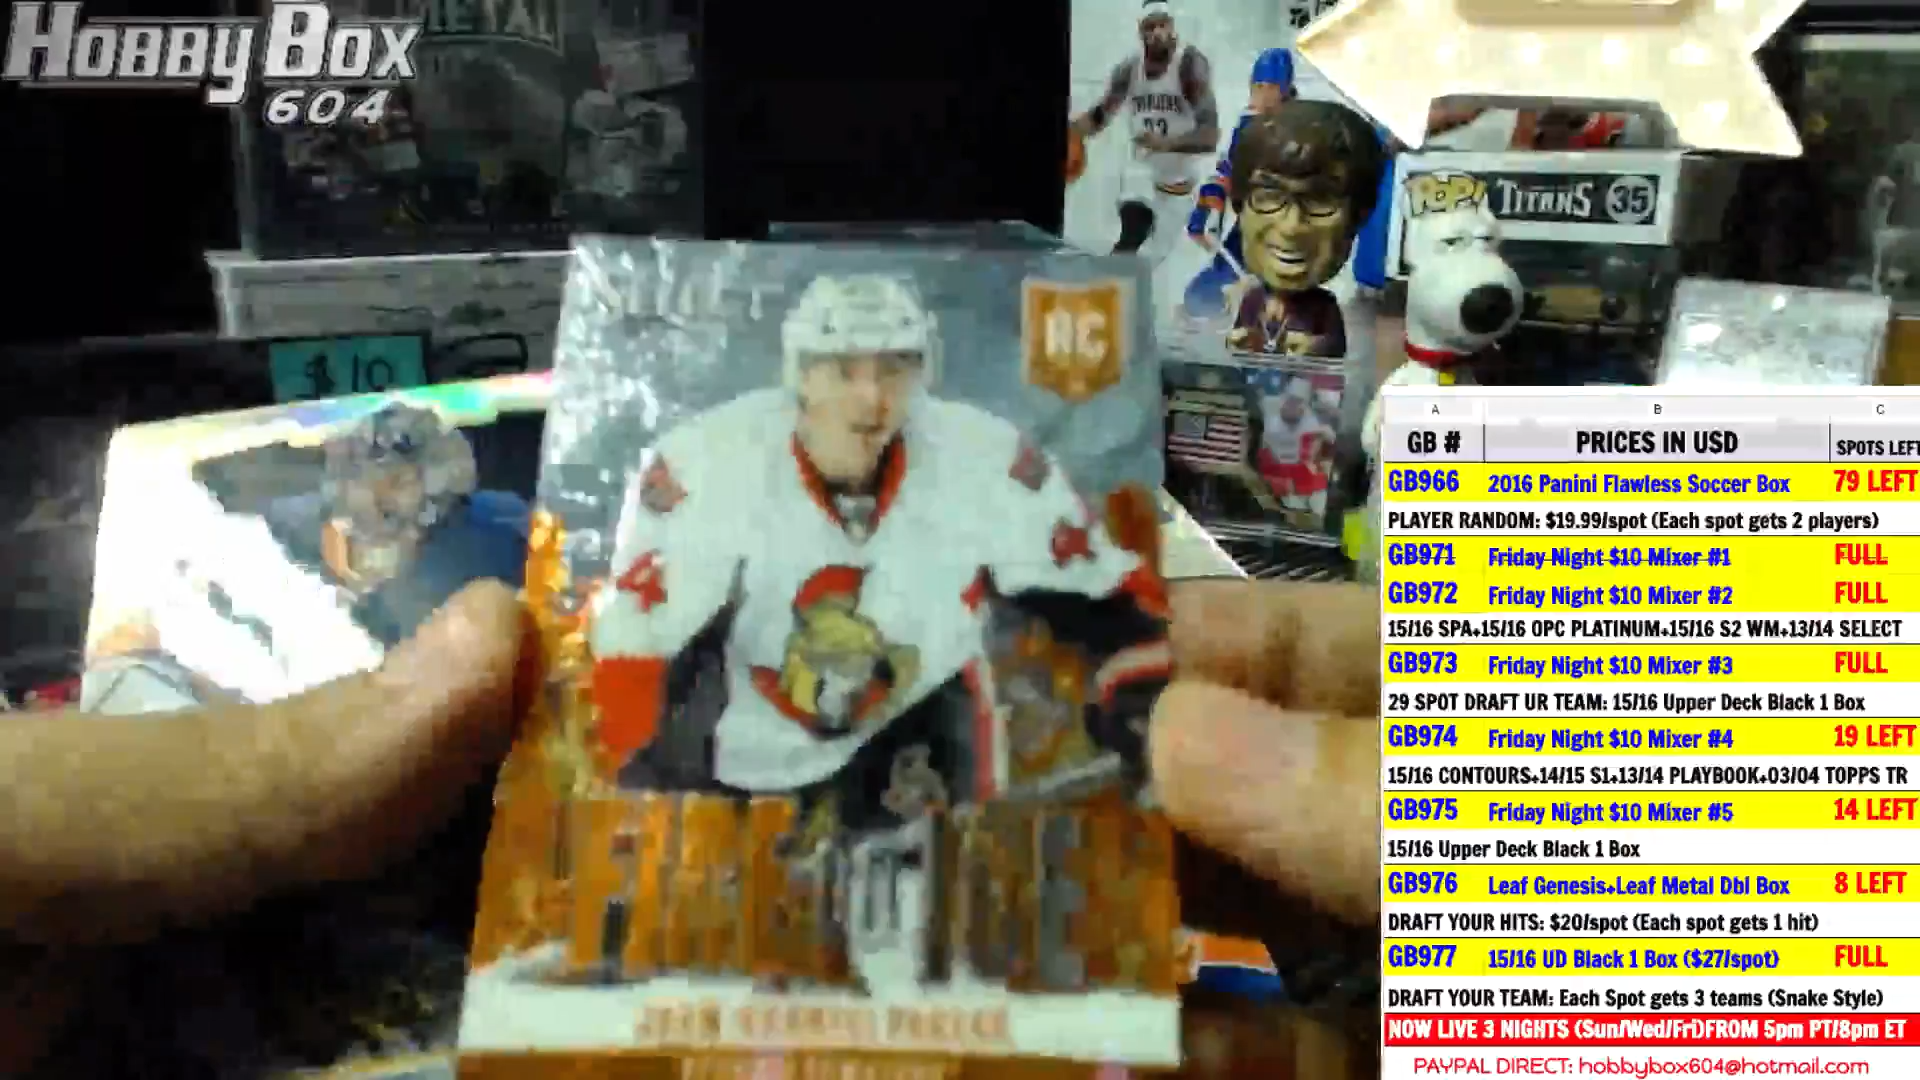 HOBBY BOX
604
METAL
$10
POP! TITANS 35
RC
FIRE OT ICE
JEAN GABRIEL PAGEAU
A B C
GB # PRICES IN USD SPOTS LEFT
GB966 2016 Panini Flawless Soccer Box 79 LEFT
PLAYER RANDOM: $19.99/spot (Each spot gets 2 players)
GB971 Friday Night $10 Mixer #1 FULL
GB972 Friday Night $10 Mixer #2 FULL
15/16 SPA+15/16 OPC PLATINUM+15/16 S2 WM+13/14 SELECT
GB973 Friday Night $10 Mixer #3 FULL
29 SPOT DRAFT UR TEAM: 15/16 Upper Deck Black 1 Box
GB974 Friday Night $10 Mixer #4 19 LEFT
15/16 CONTOURS+14/15 S1+13/14 PLAYBOOK+03/04 TOPPS TR
GB975 Friday Night $10 Mixer #5 14 LEFT
15/16 Upper Deck Black 1 Box
GB976 Leaf Genesis+Leaf Metal Dbl Box 8 LEFT
DRAFT YOUR HITS: $20/spot (Each spot gets 1 hit)
GB977 15/16 UD Black 1 Box ($27/spot) FULL
DRAFT YOUR TEAM: Each Spot gets 3 teams (Snake Style)
NOW LIVE 3 NIGHTS (Sun/Wed/Fri)FROM 5pm PT/8pm ET
PAYPAL DIRECT: hobbybox604@hotmail.com